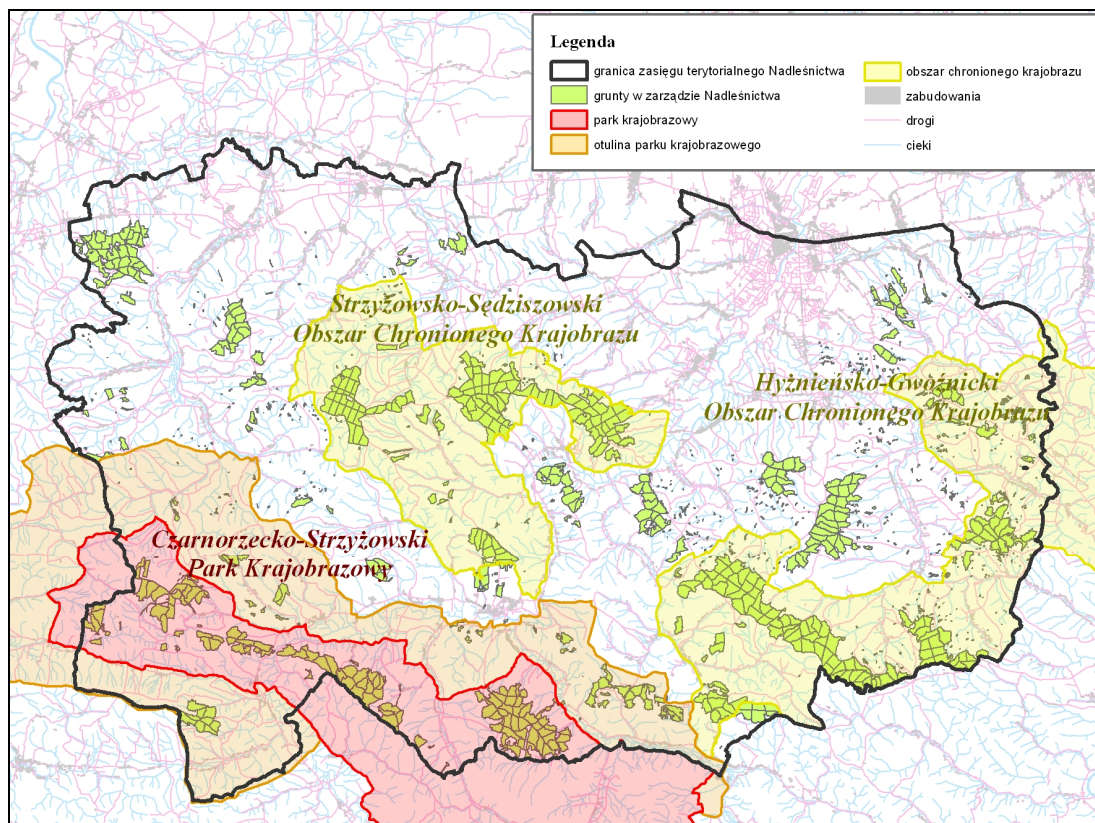 Legenda
granica zasięgu terytorialnego Nadleśnictwa
grunty w zarządzie Nadleśnictwa
park krajobrazowy
otulina parku krajobrazowego
obszar chronionego krajobrazu
zabudowania
drogi
cieki
Strzyżowsko-Sędziszowski
Obszar Chronionego Krajobrazu
Hyżnieńsko-Gwoźnicki
Obszar Chronionego Krajobrazu
Czarnorzecko-Strzyżowski
Park Krajobrazowy